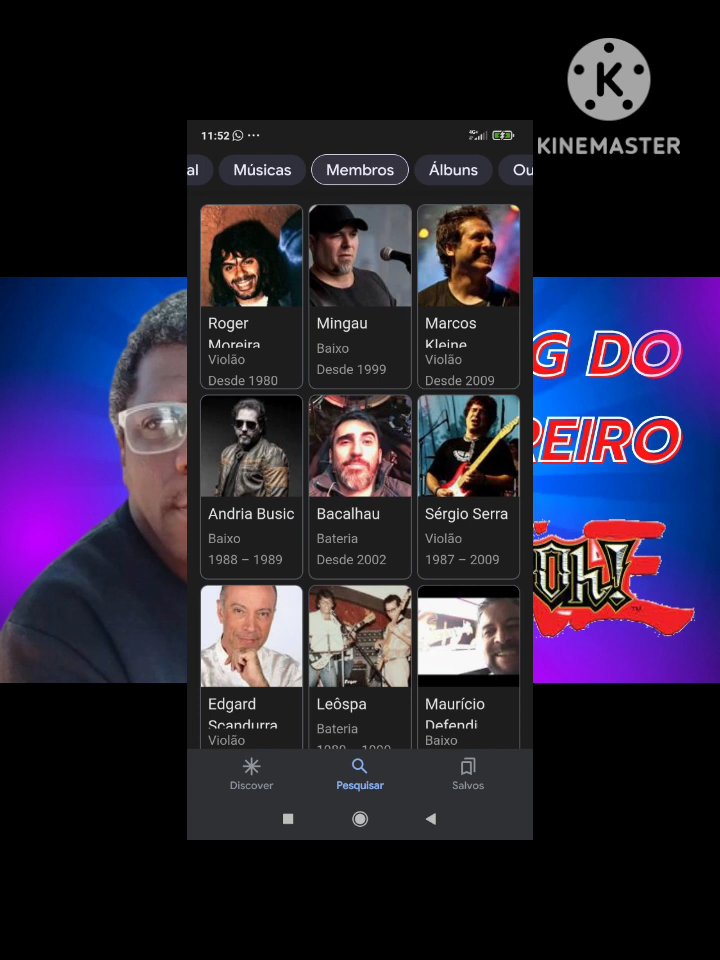 KINEMASTER
11:52
al
Músicas
Membros
Álbuns
Ou
Roger
Moreira
Violão
Desde 1980
Mingau
Baixo
Desde 1999
Marcos
Kleine
Violão
Desde 2009
Andria Busic
Baixo
1988 – 1989
Bacalhau
Bateria
Desde 2002
Sérgio Serra
Violão
1987 – 2009
Edgard
Scandurra
Violão
Leôspa
Bateria
Maurício
Defendi
Baixo
Discover
Pesquisar
Salvos
G DO
REIRO
Oh!
TM